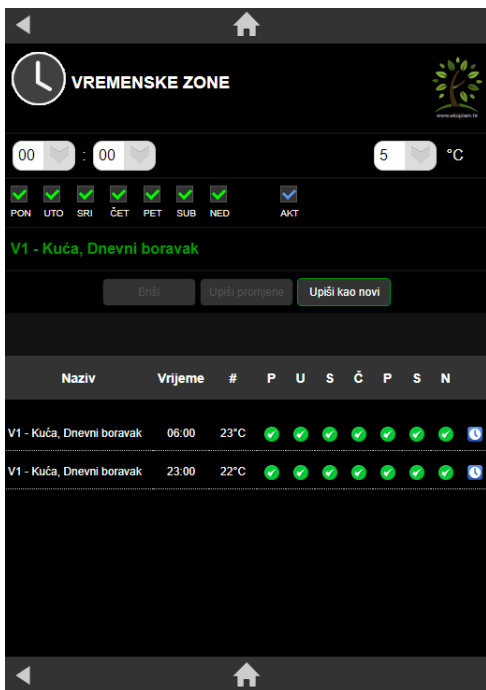 VREMENSKE ZONE
www.ekoplam.hr
00 : 00 5 °C
PON UTO SRI ČET PET SUB NED AKT
V1 - Kuća, Dnevni boravak
Briši Upiši promjene Upiši kao novi
Naziv Vrijeme # P U S Č P S N
V1 - Kuća, Dnevni boravak 06:00 23°C
V1 - Kuća, Dnevni boravak 23:00 22°C